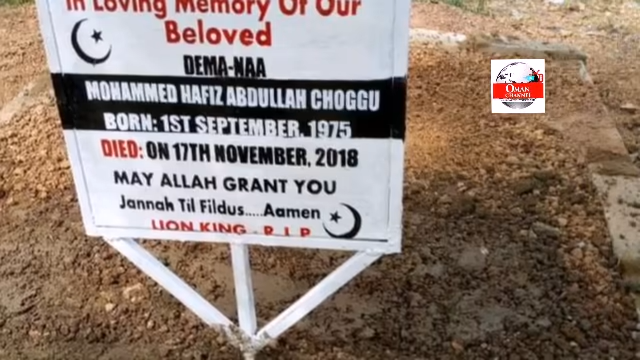 In Loving Memory Of Our
Beloved
DEMA-NAA
MOHAMMED HAFIZ ABDULLAH CHOGGU
BORN: 1ST SEPTEMBER, 1975
DIED: ON 17TH NOVEMBER, 2018
MAY ALLAH GRANT YOU
Jannah Til Fildus.....Aamen
LION KING - R.I.P
OMAN
CHANNEL